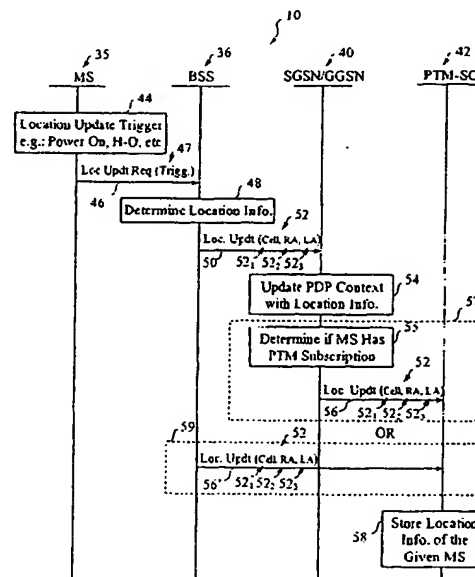 10
35
36
40
42
MS
BSS
SGSN/GGSN
PTM-SC
44
Location Update Trigger
e.g.: Power On, H-O, etc
47
Loc Updt Req (Trigg.)
46
48
Determine Location Info.
52
Loc. Updt (Cell, RA, LA)
50
52₁
52₂
52₃
54
Update PDP Context
with Location Info.
55
57
Determine if MS Has
PTM Subscription
52
Loc Updt (Cell, RA, LA)
56
52₁
52₂
52₃
OR
59
52
Loc. Updt (Cell, RA, LA)
56'
52₁
52₂
52₃
58
Store Location
Info. of the
Given MS